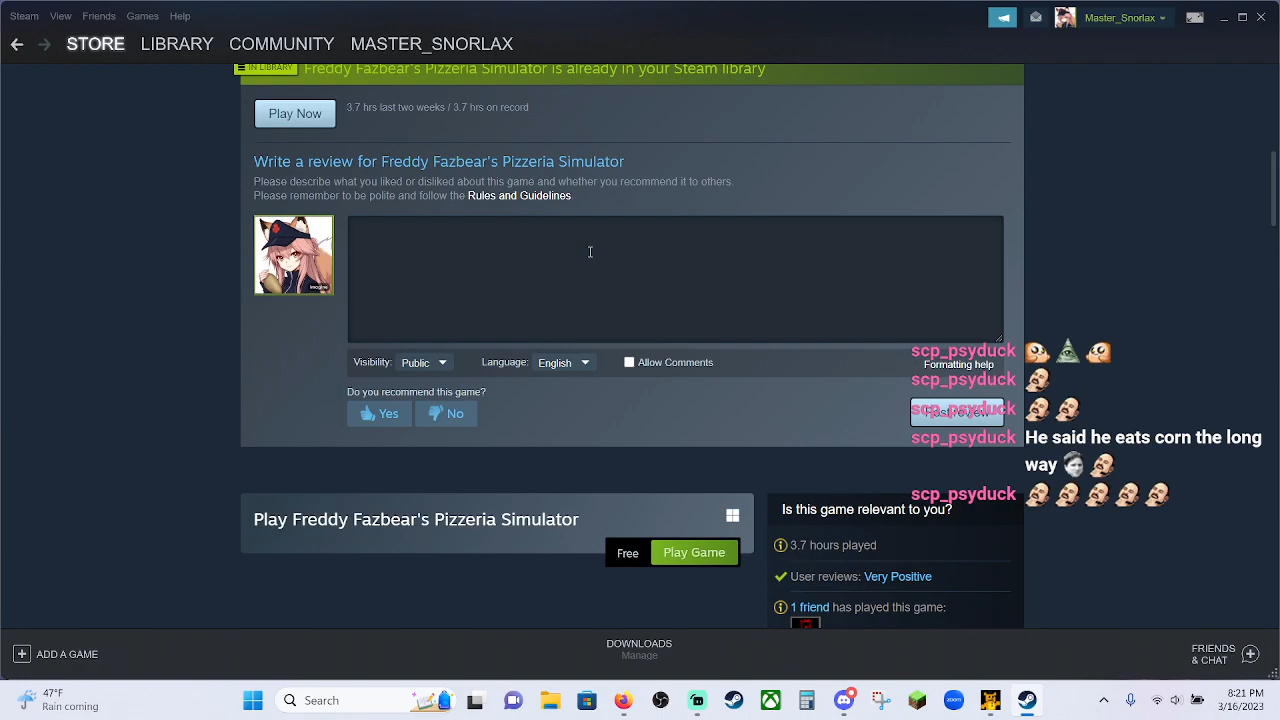 Steam View Friends Games Help
Master_Snorlax
STORE LIBRARY COMMUNITY MASTER_SNORLAX
IN LIBRARY Freddy Fazbear's Pizzeria Simulator is already in your Steam library
Play Now 3.7 hrs last two weeks / 3.7 hrs on record
Write a review for Freddy Fazbear's Pizzeria Simulator
Please describe what you liked or disliked about this game and whether you recommend it to others.
Please remember to be polite and follow the Rules and Guidelines
imagine
scp_psyduck
Visibility: Public Language: English Allow Comments
Formatting help
scp_psyduck
Do you recommend this game?
Yes No
Post review
scp_psyduck
scp_psyduck He said he eats corn the long
way
scp_psyduck
Is this game relevant to you?
Play Freddy Fazbear's Pizzeria Simulator
Free Play Game
3.7 hours played
User reviews: Very Positive
1 friend has played this game:
ADD A GAME
DOWNLOADS
Manage
FRIENDS
& CHAT
47°F
Rain coming
Search
zoom
8:21 PM
3/16/2023